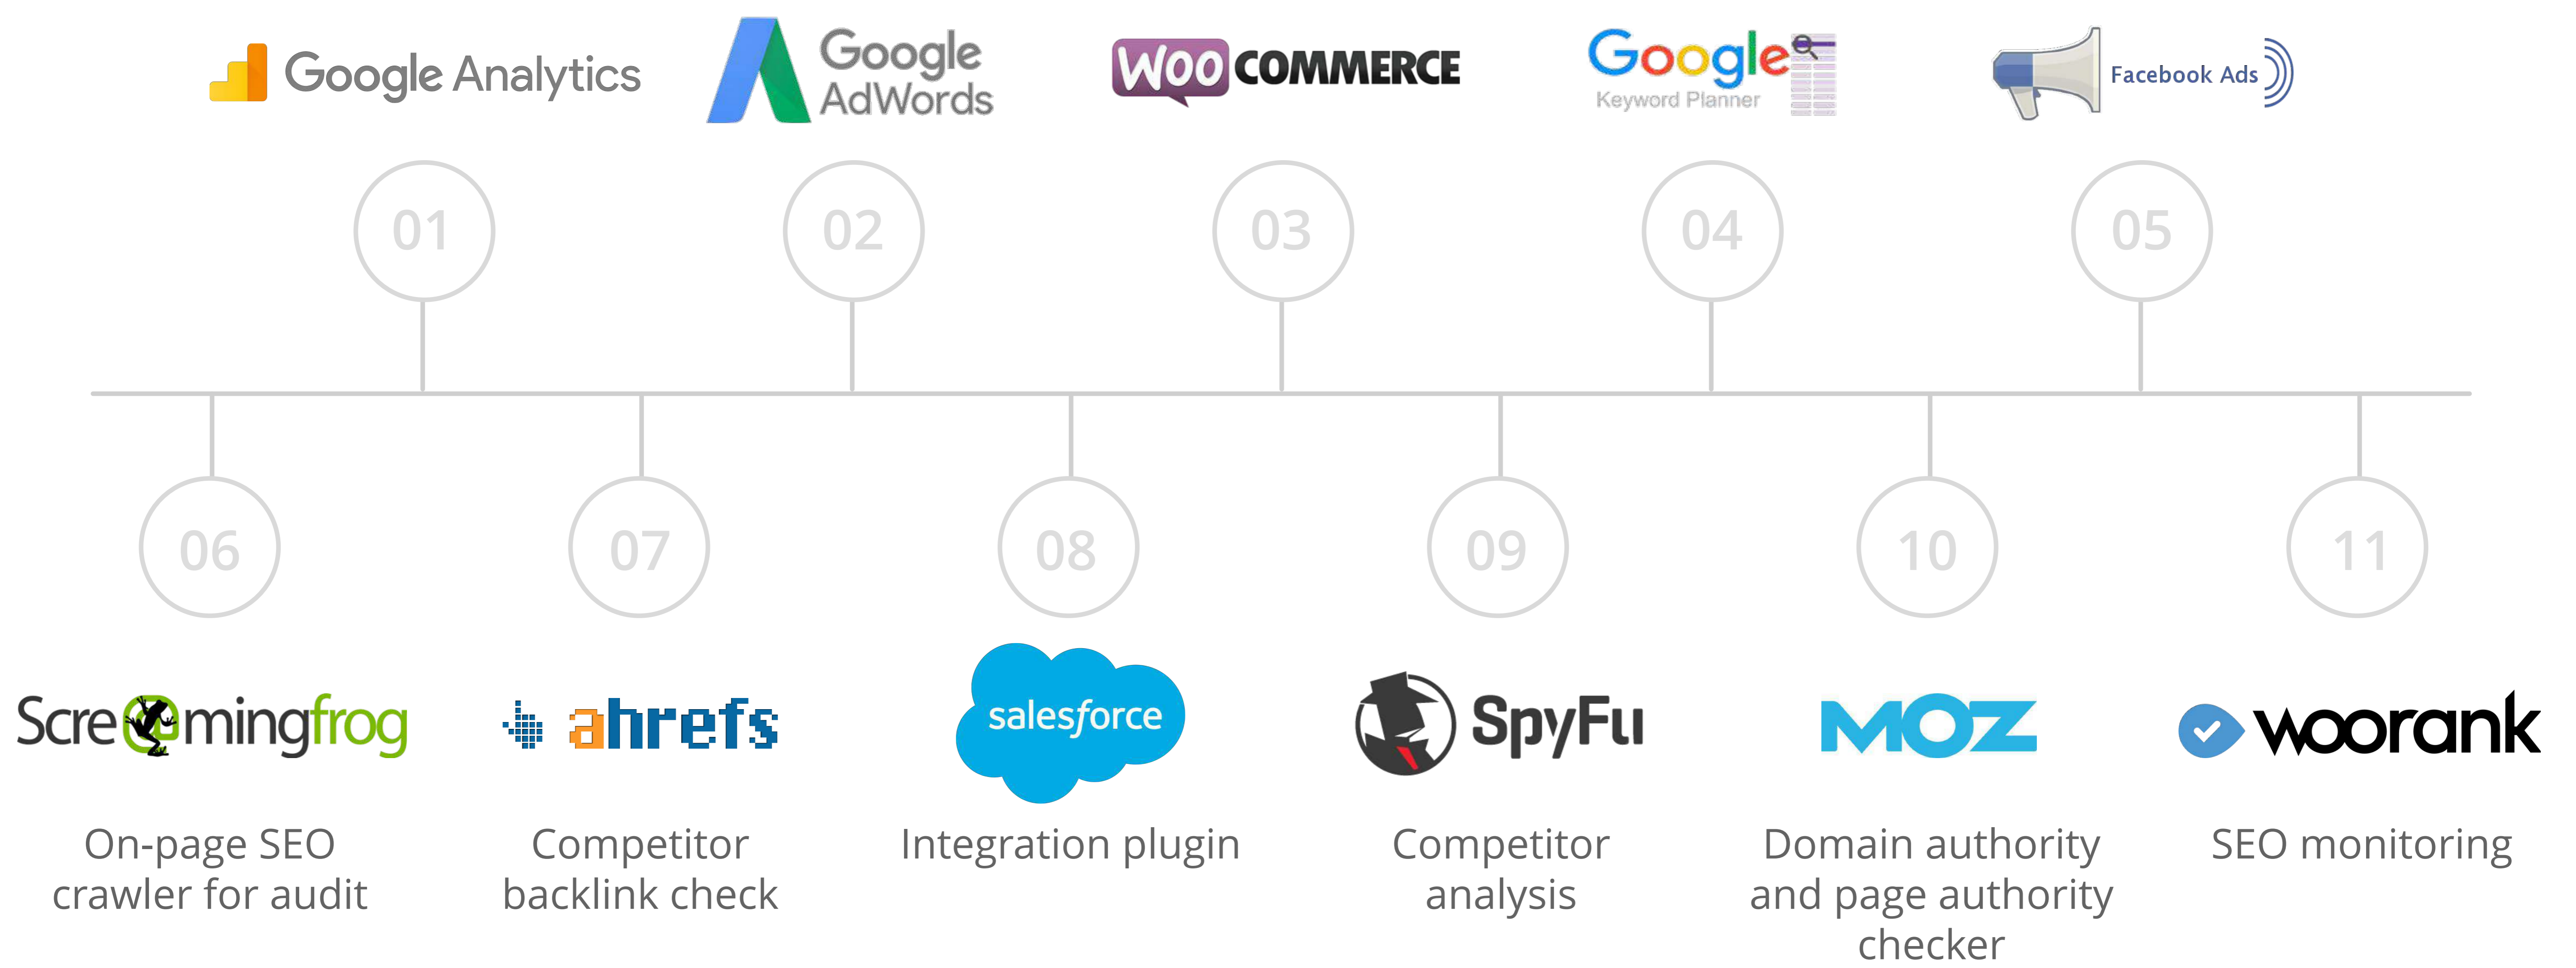 Google Analytics
Google
AdWords
WOO COMMERCE
Google
Keyword Planner
Facebook Ads
01
02
03
04
05
06
07
08
09
10
11
Screamingfrog
ahrefs
salesforce
SpyFu
MOZ
woorank
On-page SEO
crawler for audit
Competitor
backlink check
Integration plugin
Competitor
analysis
Domain authority
and page authority
checker
SEO monitoring